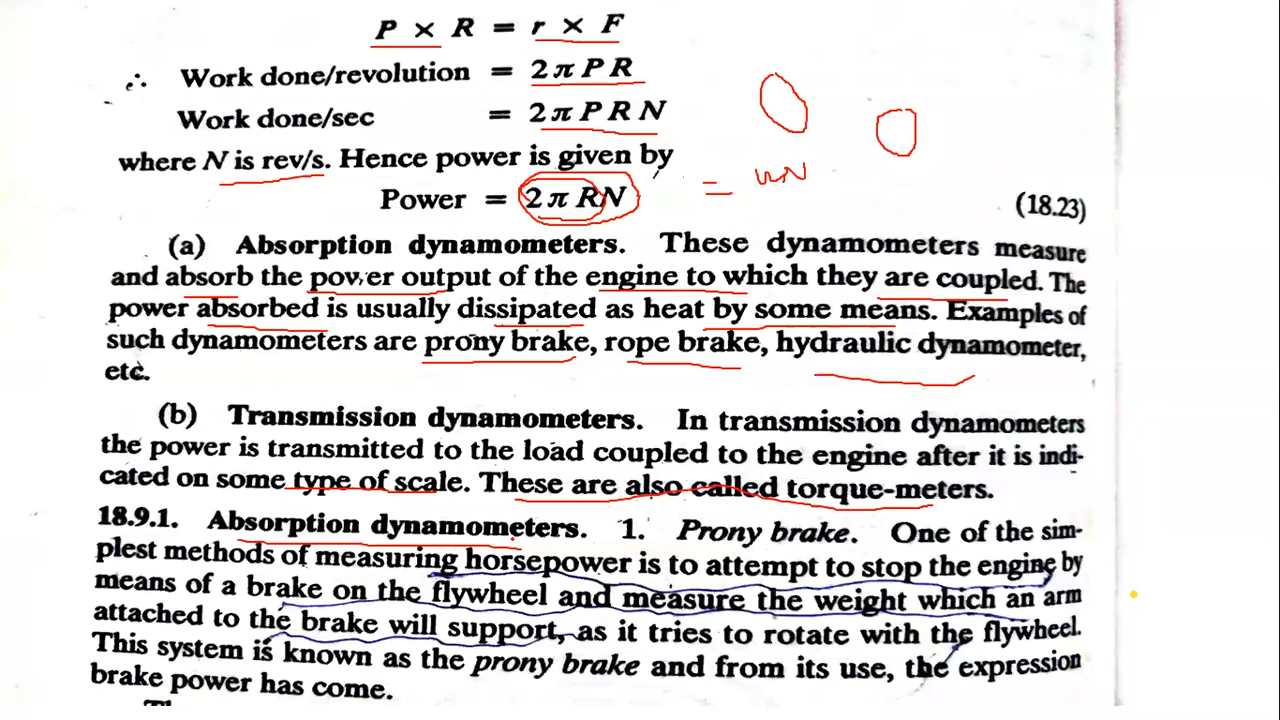 P × R = r × F
∴ Work done/revolution = 2πPR
Work done/sec = 2πPRN
where N is rev/s. Hence power is given by
Power = 2πRN
(18.23)
(a) Absorption dynamometers. These dynamometers measure
and absorb the power output of the engine to which they are coupled. The
power absorbed is usually dissipated as heat by some means. Examples of
such dynamometers are prony brake, rope brake, hydraulic dynamometer,
etc.
(b) Transmission dynamometers. In transmission dynamometers
the power is transmitted to the load coupled to the engine after it is indi-
cated on some type of scale. These are also called torque-meters.
18.9.1. Absorption dynamometers. 1. Prony brake. One of the sim-
plest methods of measuring horsepower is to attempt to stop the engine by
means of a brake on the flywheel and measure the weight which an arm
attached to the brake will support, as it tries to rotate with the flywheel.
This system is known as the prony brake and from its use, the expression
brake power has come.